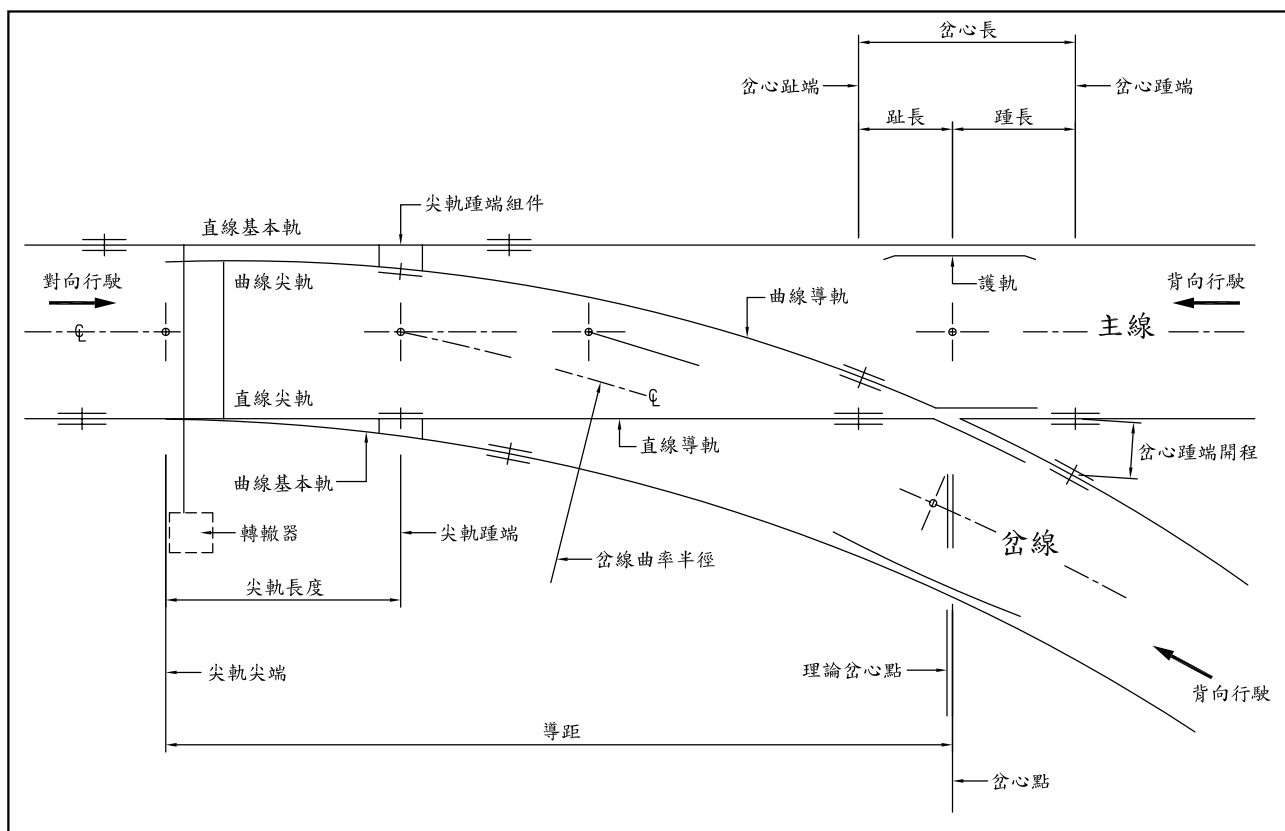 岔心長
岔心趾端
岔心踵端
趾長
踵長
尖軌踵端組件
直線基本軌
對向行駛
曲線尖軌
曲線導軌
護軌
背向行駛
℄
主線
直線尖軌
℄
直線導軌
岔心踵端開程
曲線基本軌
轉轍器
尖軌踵端
岔線曲率半徑
岔線
尖軌長度
尖軌尖端
理論岔心點
背向行駛
導距
岔心點